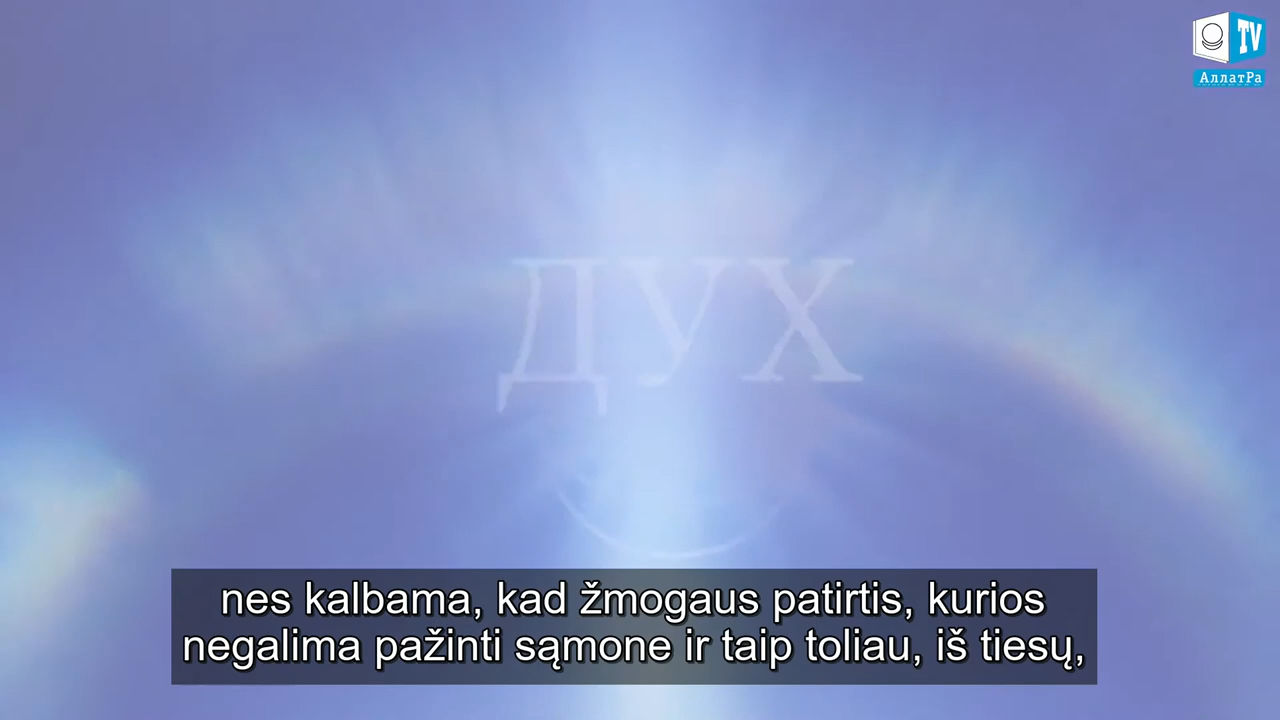 TV
АллатРа
ДУХ
nes kalbama, kad žmogaus patirtis, kurios
negalima pažinti sąmone ir taip toliau, iš tiesų,